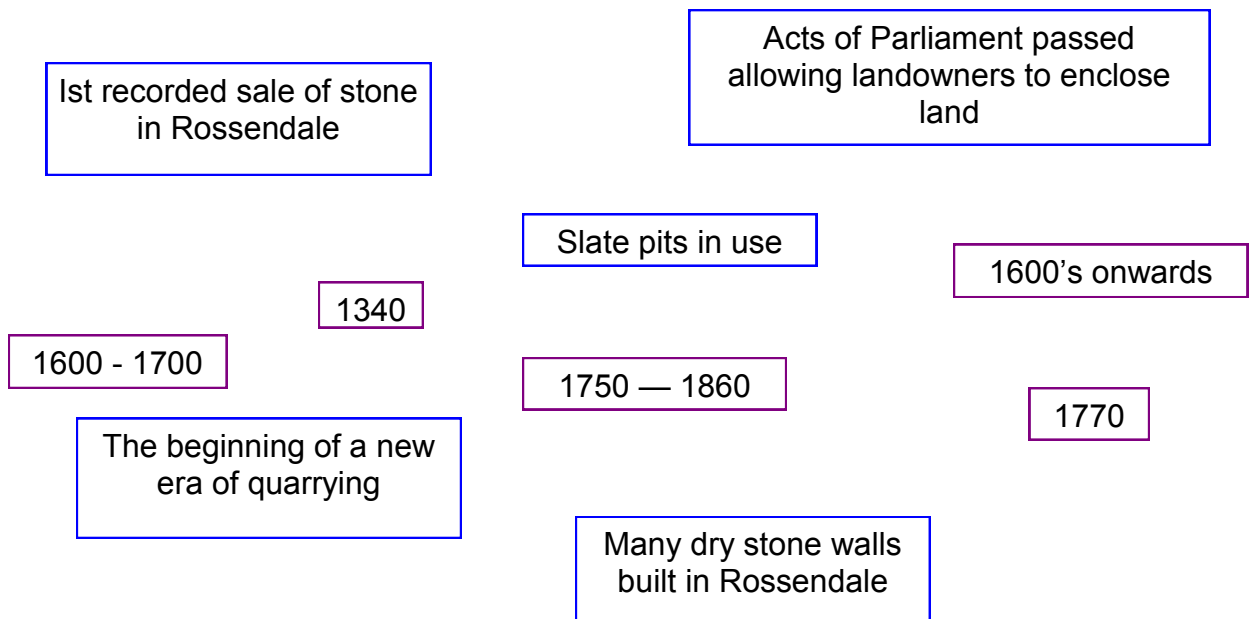 Acts of Parliament passed
allowing landowners to enclose
land
Ist recorded sale of stone
in Rossendale
Slate pits in use
1600’s onwards
1340
1600 - 1700
1750 — 1860
1770
The beginning of a new
era of quarrying
Many dry stone walls
built in Rossendale